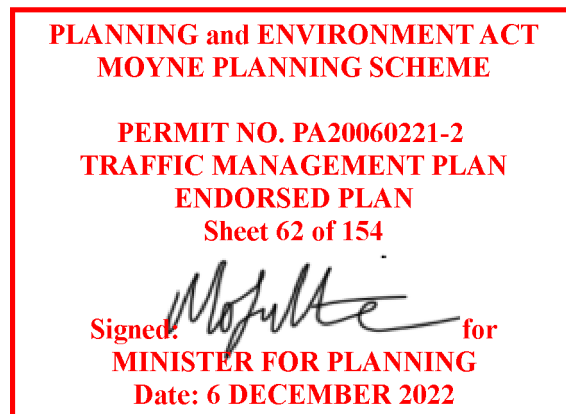 PLANNING and ENVIRONMENT ACT
MOYNE PLANNING SCHEME
PERMIT NO. PA20060221-2
TRAFFIC MANAGEMENT PLAN
ENDORSED PLAN
Sheet 62 of 154
Signed: for
MINISTER FOR PLANNING
Date: 6 DECEMBER 2022